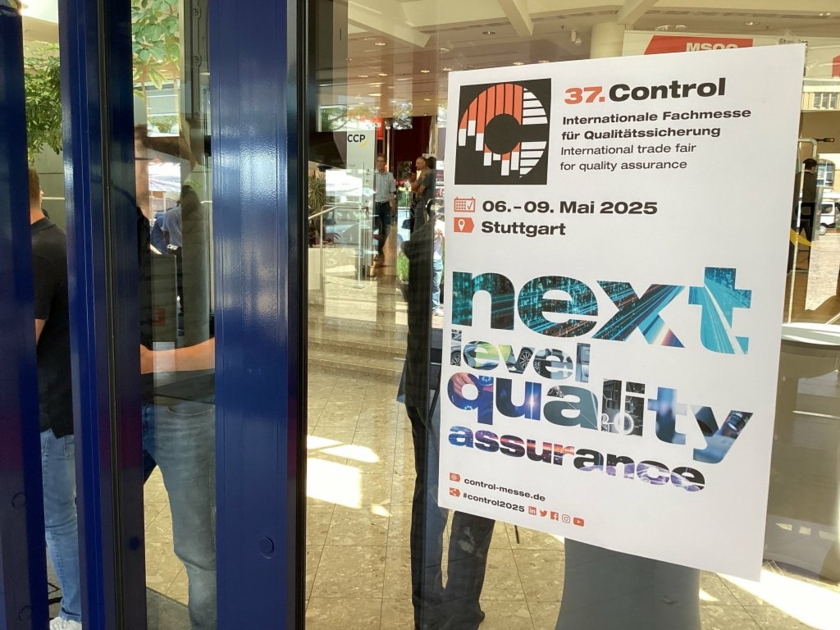 MSQC
CCP
37. Control
Internationale Fachmesse
für Qualitätssicherung
International trade fair
for quality assurance
06.–09. Mai 2025
Stuttgart
next
level
quality
assurance
control-messe.de
#control2025